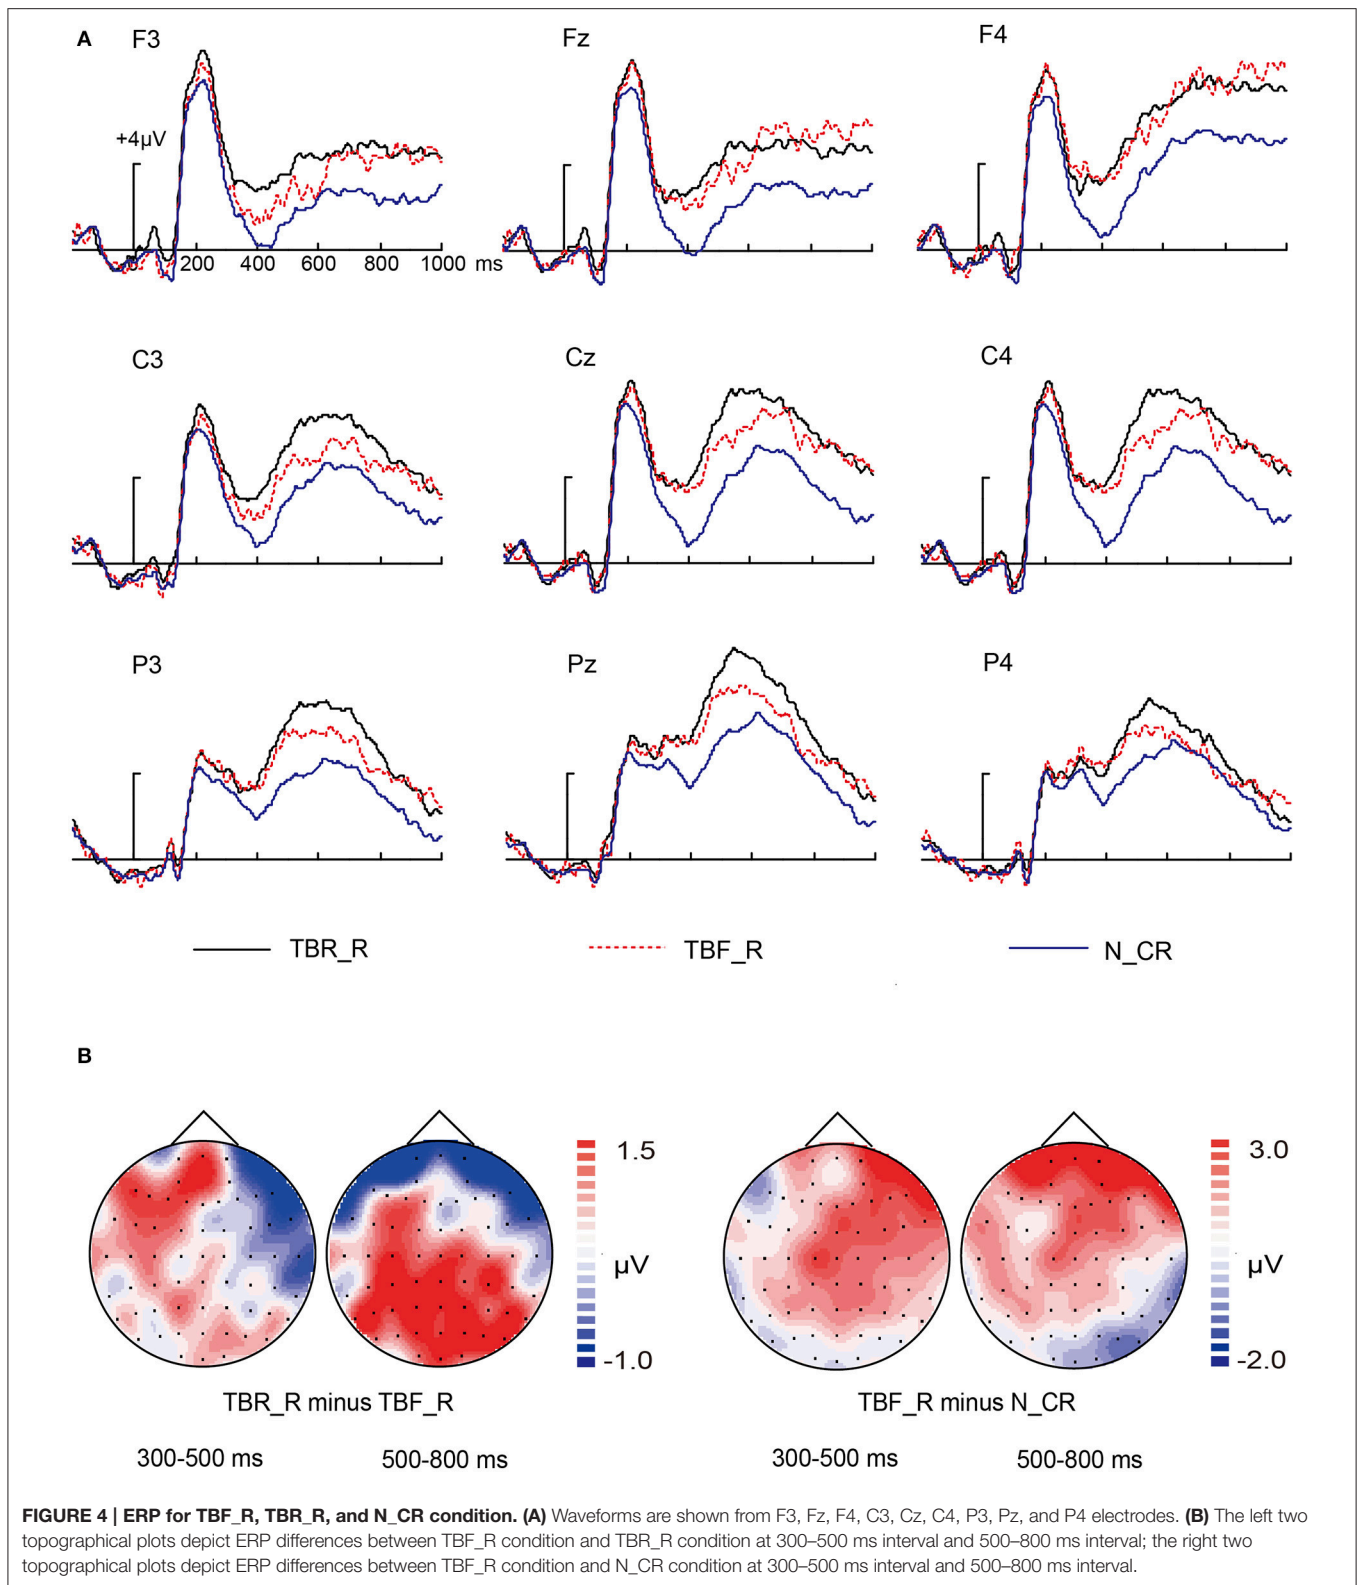 A
F3
Fz
F4
+4µV
0 200 400 600 800 1000 ms
C3
Cz
C4
P3
Pz
P4
TBR_R
TBF_R
N_CR
B
1.5
µV
-1.0
3.0
µV
-2.0
TBR_R minus TBF_R
TBF_R minus N_CR
300-500 ms
500-800 ms
300-500 ms
500-800 ms
FIGURE 4 | ERP for TBF_R, TBR_R, and N_CR condition. (A) Waveforms are shown from F3, Fz, F4, C3, Cz, C4, P3, Pz, and P4 electrodes. (B) The left two
topographical plots depict ERP differences between TBF_R condition and TBR_R condition at 300–500 ms interval and 500–800 ms interval; the right two
topographical plots depict ERP differences between TBF_R condition and N_CR condition at 300–500 ms interval and 500–800 ms interval.